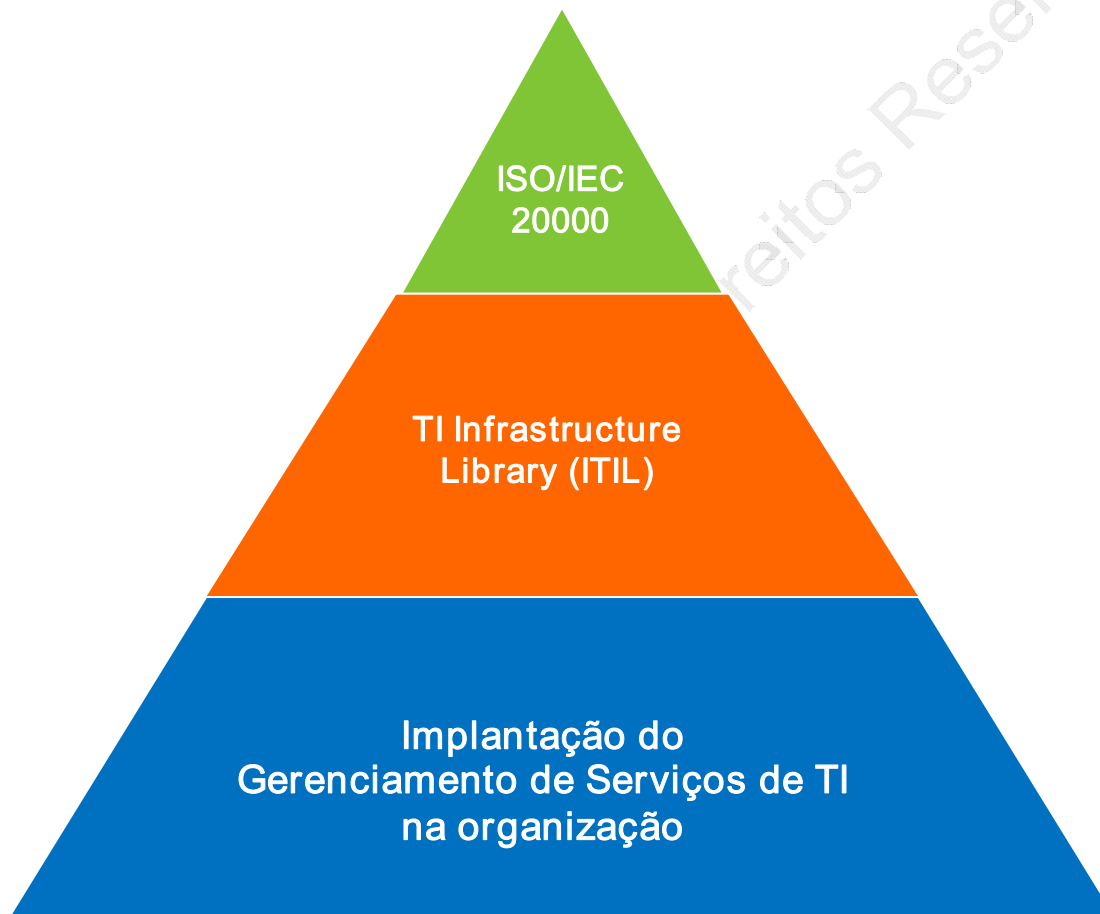 ISO/IEC
20000
TI Infrastructure
Library (ITIL)
Implantação do
Gerenciamento de Serviços de TI
na organização